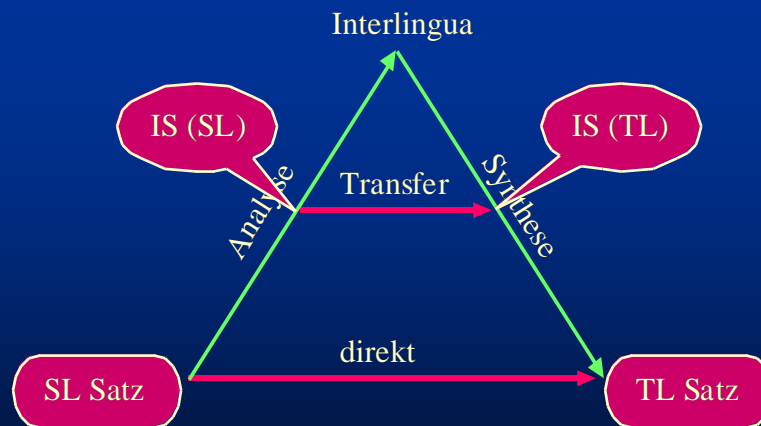 Interlingua
IS (SL)
IS (TL)
Analyse
Transfer
Synthese
direkt
SL Satz
TL Satz